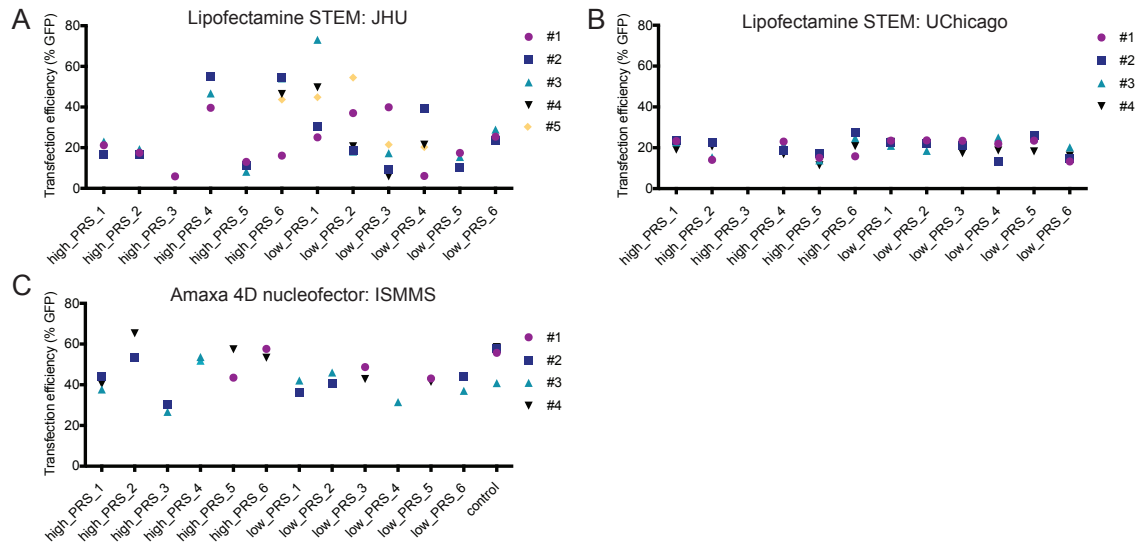 A
Lipofectamine STEM: JHU
Transfection efficiency (% GFP)
80
60
40
20
0
high_PRS_1
high_PRS_2
high_PRS_3
high_PRS_4
high_PRS_5
high_PRS_6
low_PRS_1
low_PRS_2
low_PRS_3
low_PRS_4
low_PRS_5
low_PRS_6
#1
#2
#3
#4
#5
B
Lipofectamine STEM: UChicago
Transfection efficiency (% GFP)
80
60
40
20
0
high_PRS_1
high_PRS_2
high_PRS_3
high_PRS_4
high_PRS_5
high_PRS_6
low_PRS_1
low_PRS_2
low_PRS_3
low_PRS_4
low_PRS_5
low_PRS_6
#1
#2
#3
#4
C
Amaxa 4D nucleofector: ISMMS
Transfection efficiency (% GFP)
80
60
40
20
0
high_PRS_1
high_PRS_2
high_PRS_3
high_PRS_4
high_PRS_5
high_PRS_6
low_PRS_1
low_PRS_2
low_PRS_3
low_PRS_4
low_PRS_5
low_PRS_6
control
#1
#2
#3
#4